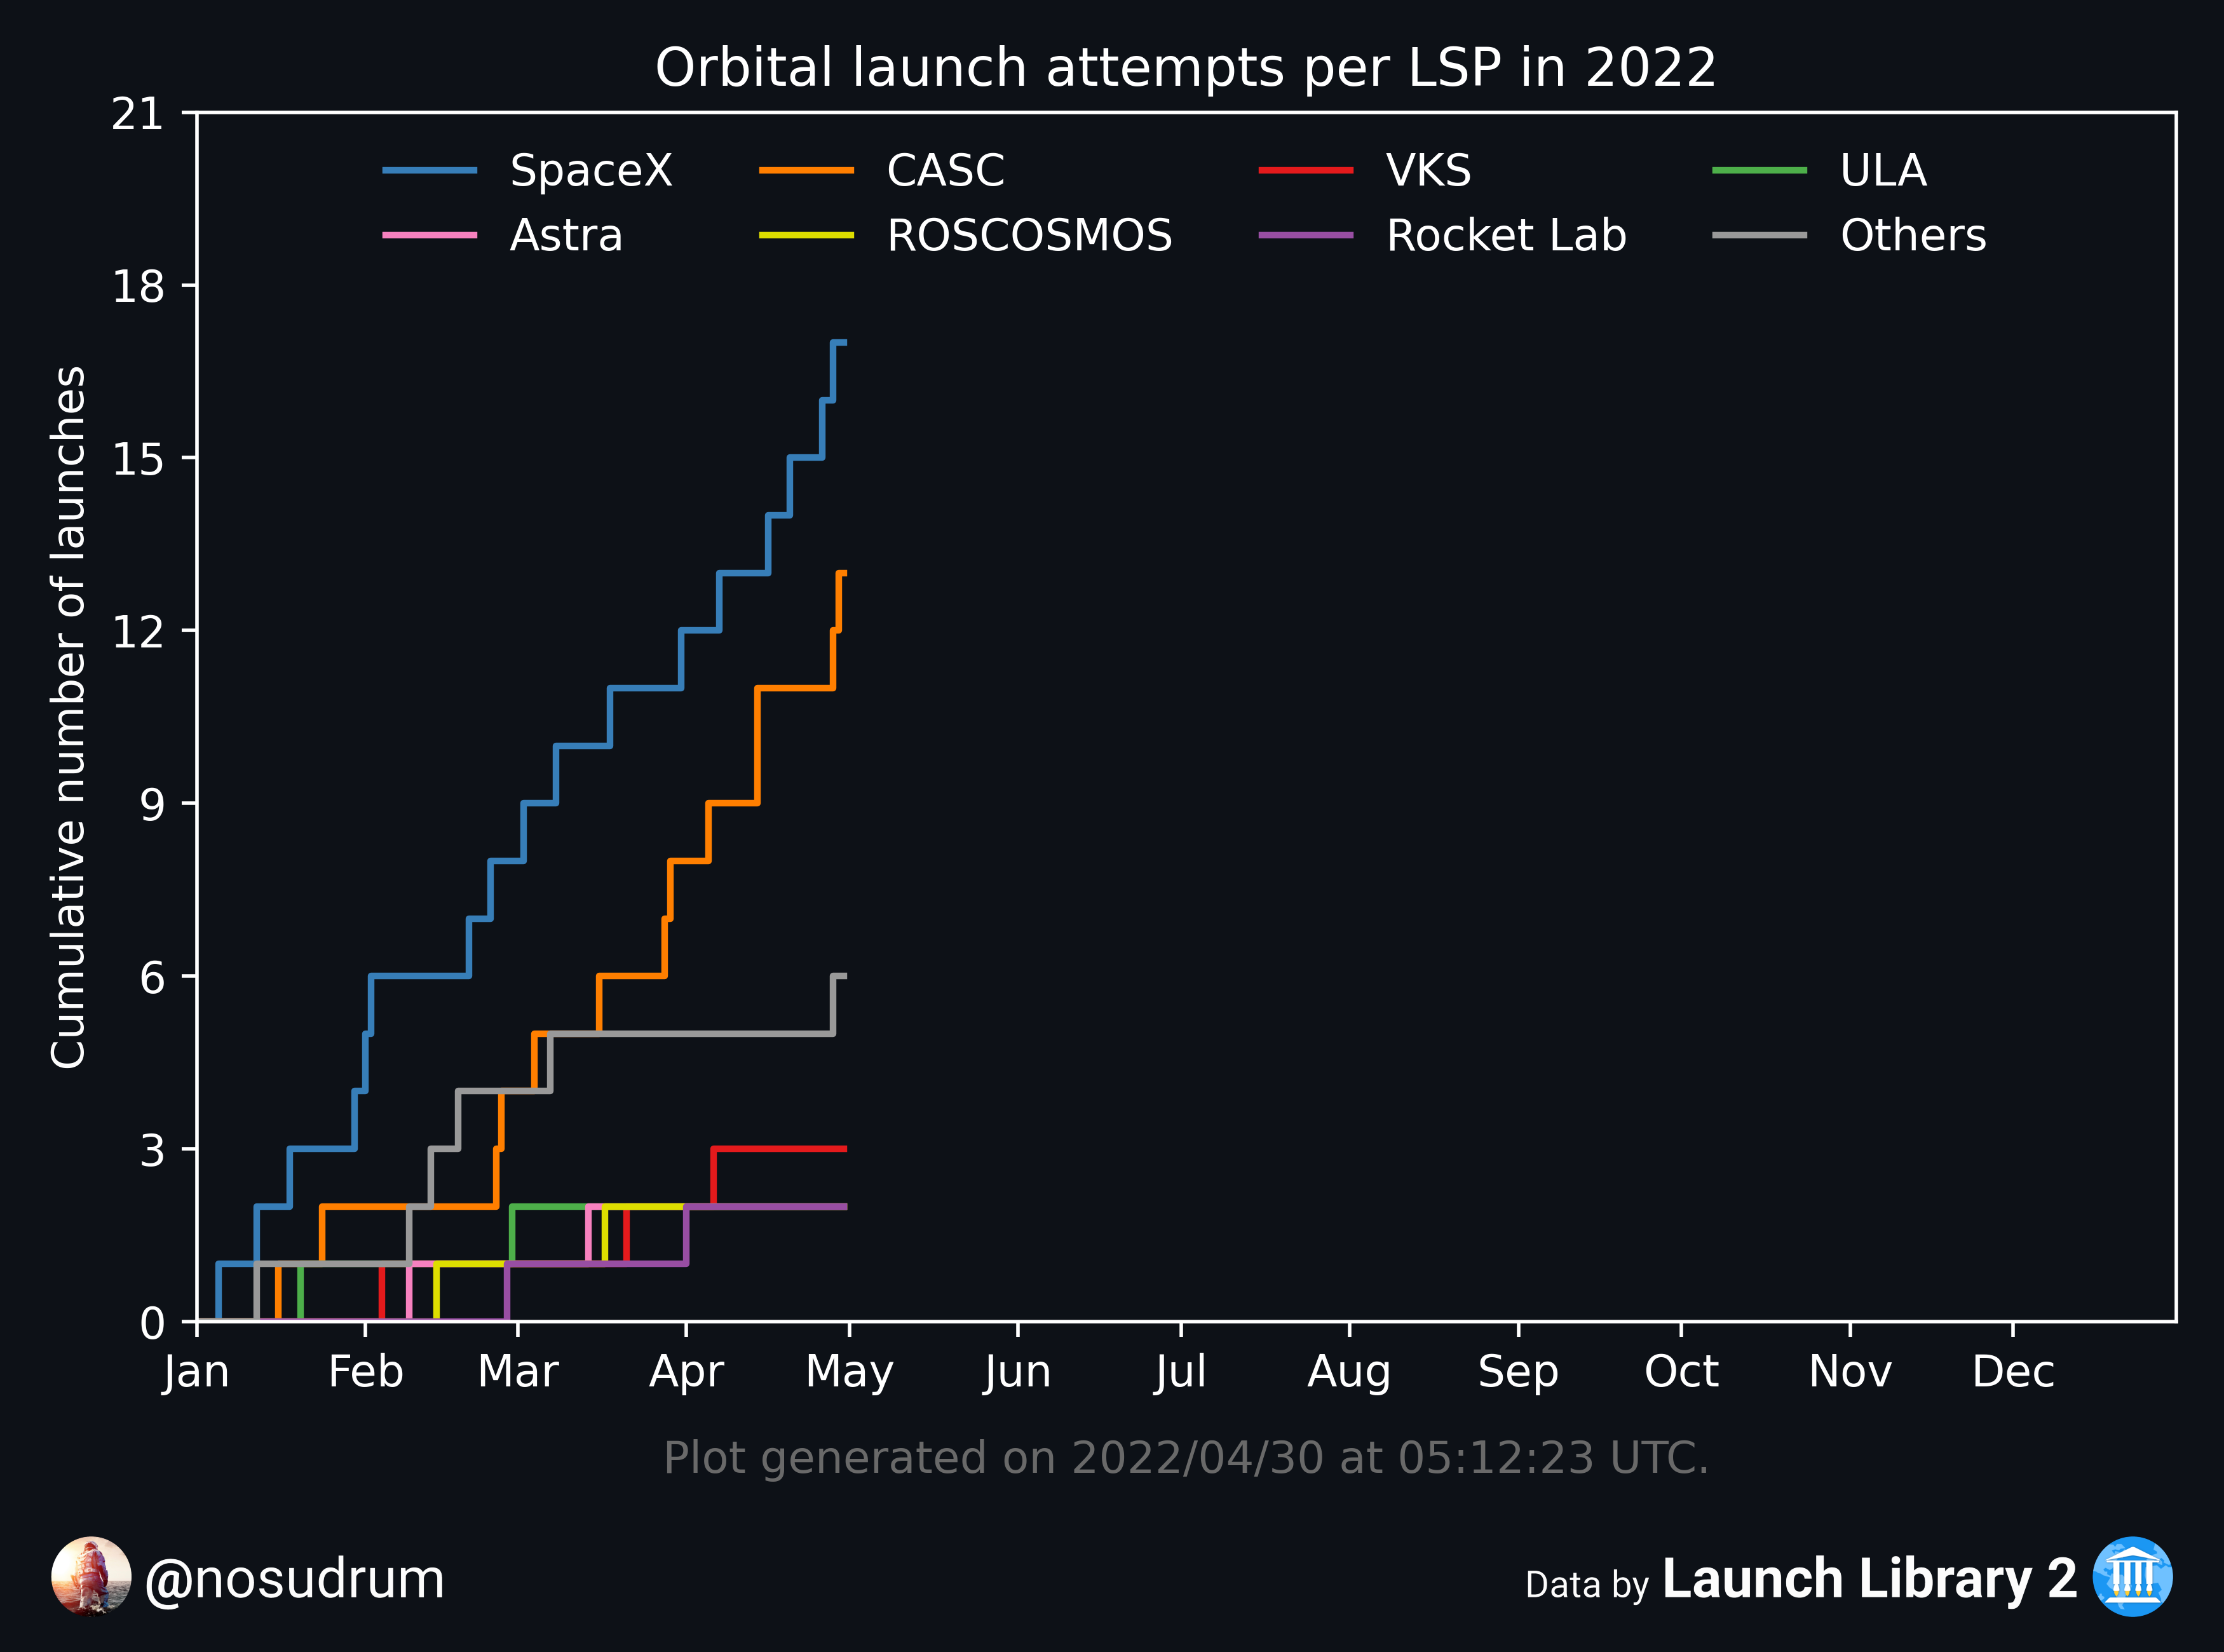 Orbital launch attempts per LSP in 2022
21
SpaceX CASC VKS ULA
Astra ROSCOSMOS Rocket Lab Others
18
15
12
9
6
3
0
Cumulative number of launches
Jan Feb Mar Apr May Jun Jul Aug Sep Oct Nov Dec
Plot generated on 2022/04/30 at 05:12:23 UTC.
@nosudrum
Data by Launch Library 2